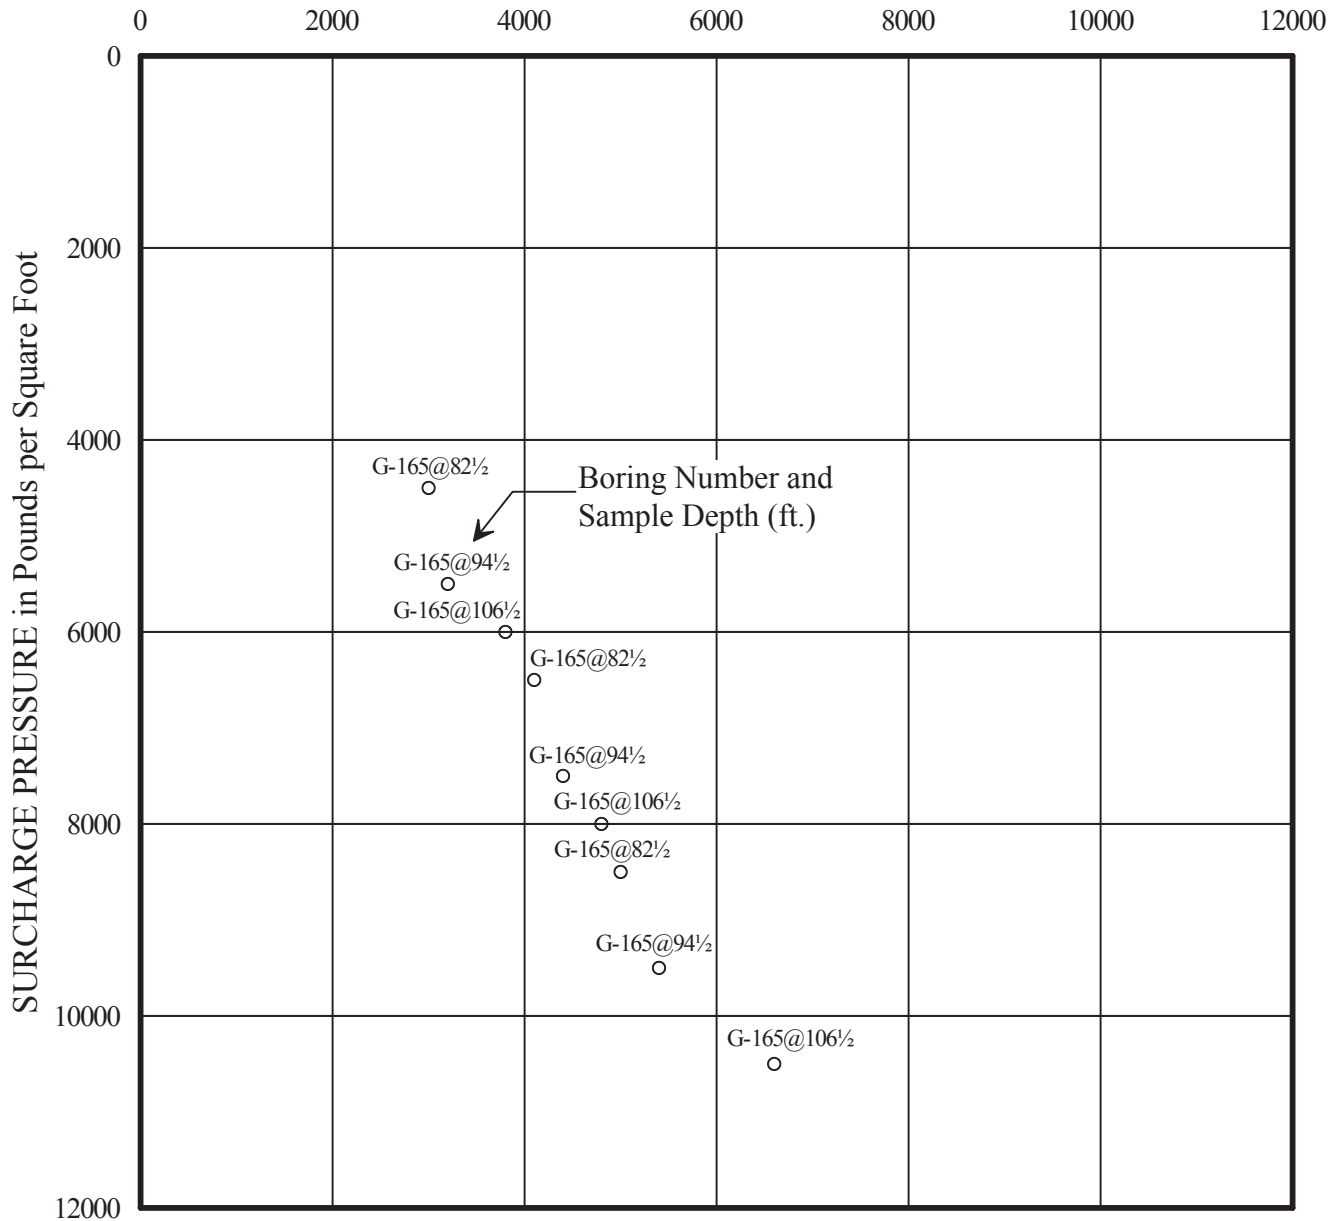 0 2000 4000 6000 8000 10000 12000
0
2000
4000
6000
8000
10000
12000
SURCHARGE PRESSURE in Pounds per Square Foot
G-165@82½
Boring Number and
Sample Depth (ft.)
G-165@94½
G-165@106½
G-165@82½
G-165@94½
G-165@106½
G-165@82½
G-165@94½
G-165@106½